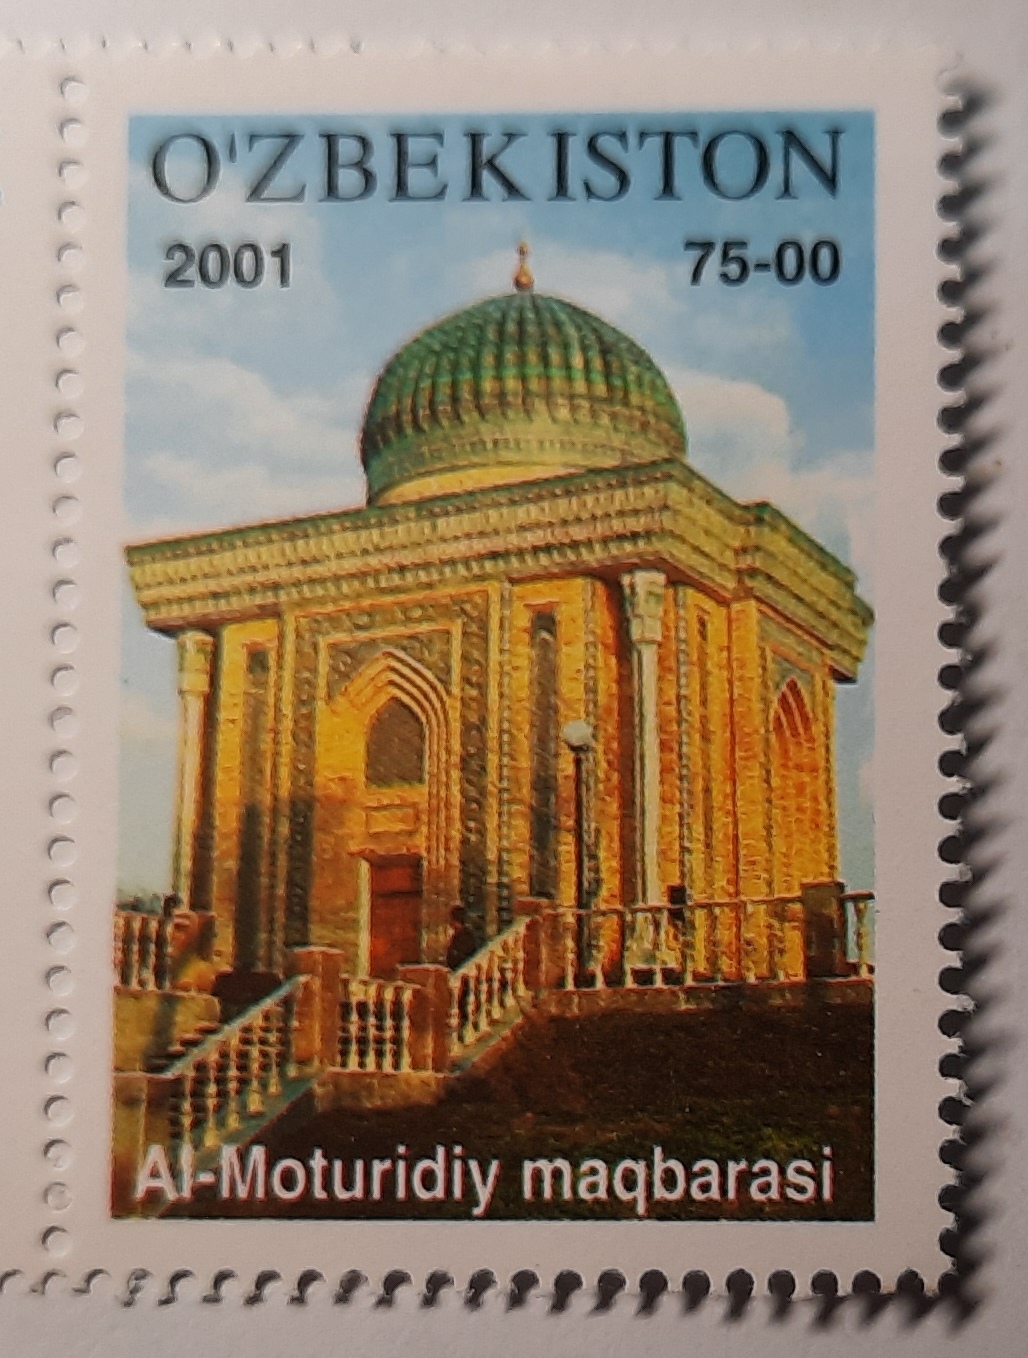 O'ZBEKISTON
2001 75-00
Al-Moturidiy maqbarasi